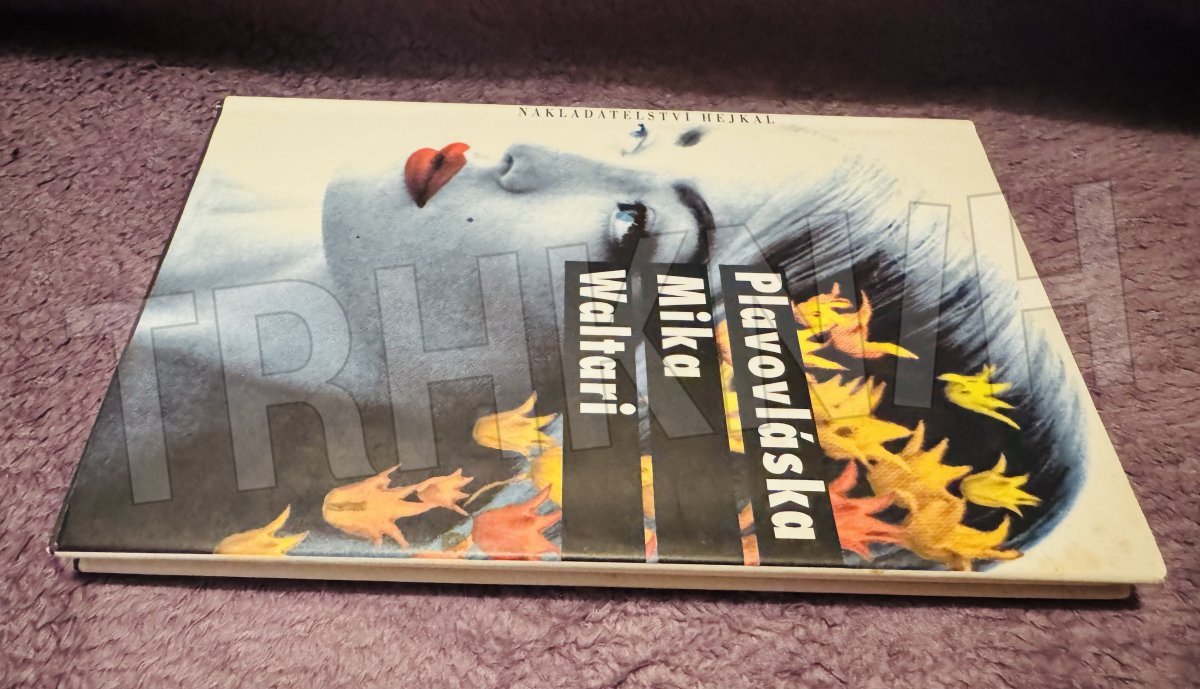 NAKLADATELSTVÍ HEJKAL
Plavovláska
Mika
Waltari
TRHKNIH